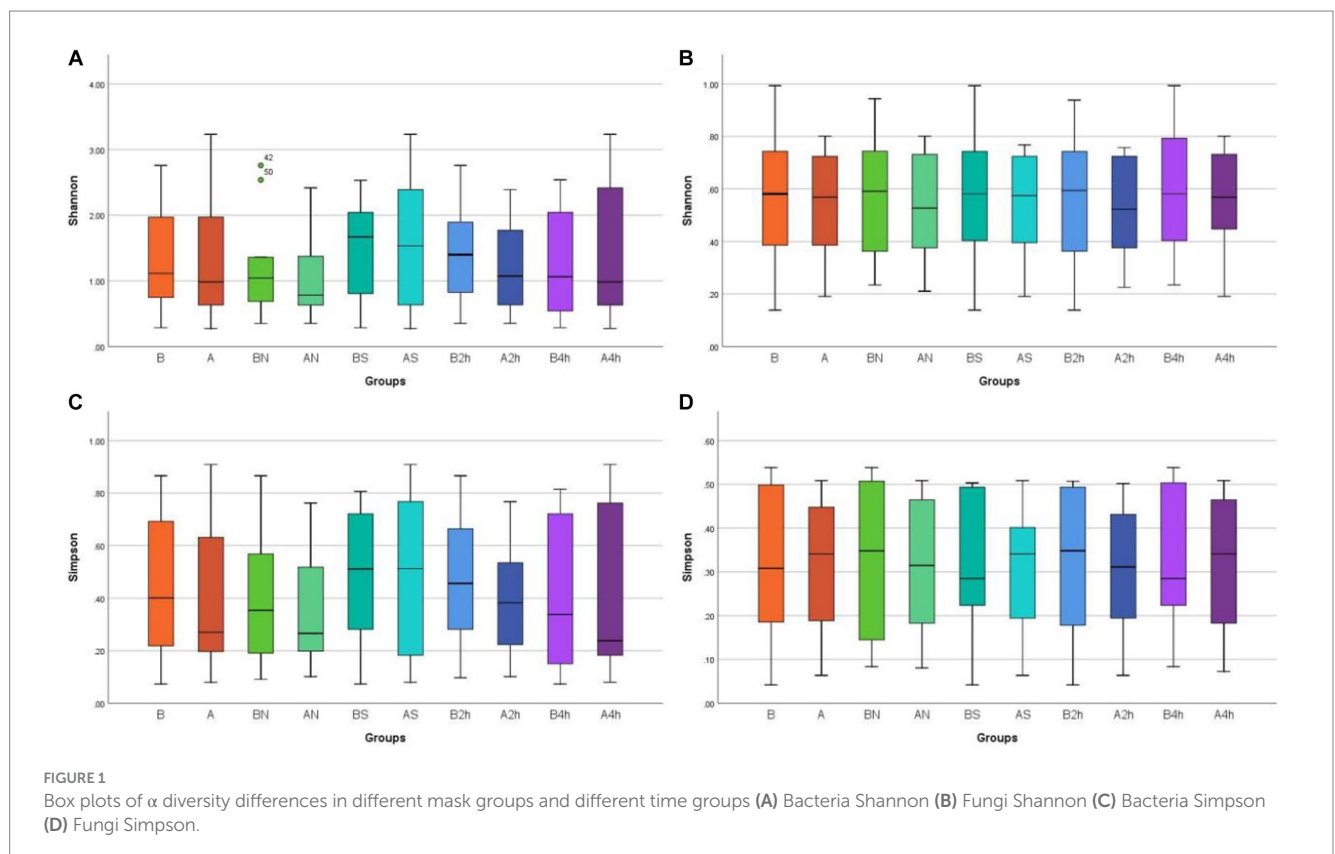 A
4.00
3.00
2.00
1.00
.00
Shannon
42
50
B A BN AN BS AS B2h A2h B4h A4h
Groups
B
1.00
.80
.60
.40
.20
.00
Shannon
B A BN AN BS AS B2h A2h B4h A4h
Groups
C
1.00
.80
.60
.40
.20
.00
Simpson
B A BN AN BS AS B2h A2h B4h A4h
Groups
D
.60
.50
.40
.30
.20
.10
.00
Simpson
B A BN AN BS AS B2h A2h B4h A4h
Groups
FIGURE 1
Box plots of α diversity differences in different mask groups and different time groups (A) Bacteria Shannon (B) Fungi Shannon (C) Bacteria Simpson
(D) Fungi Simpson.